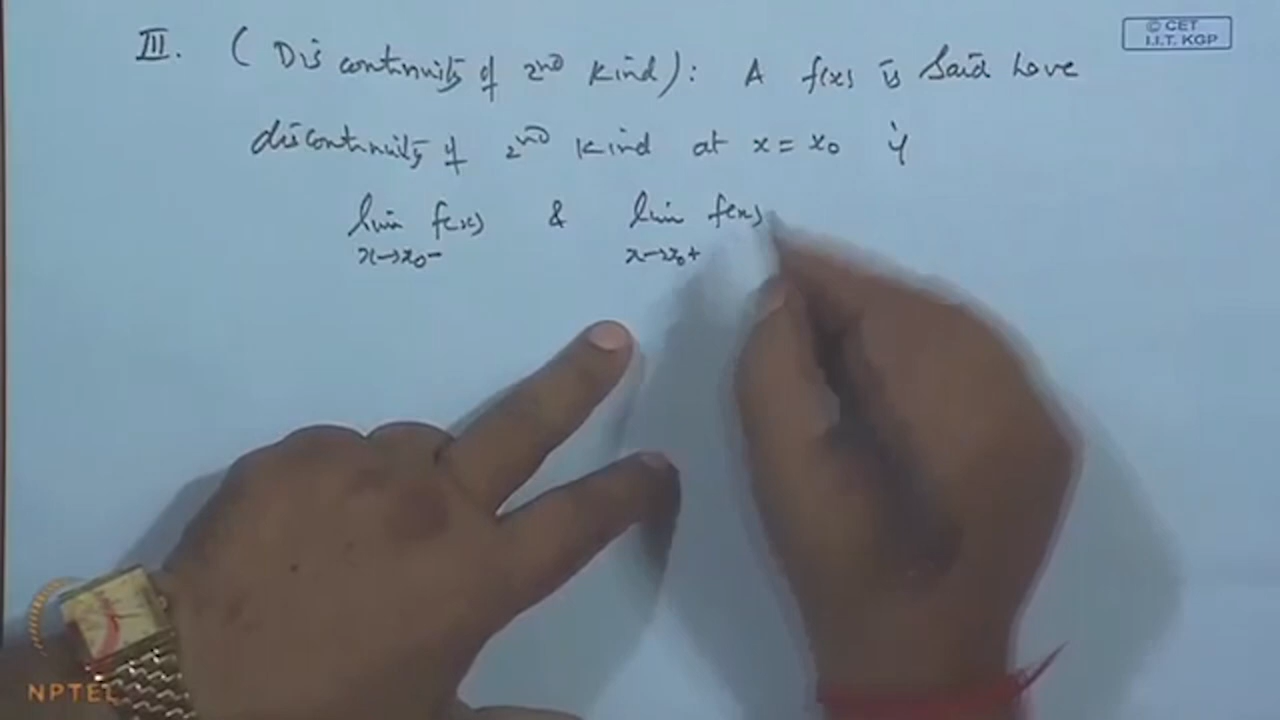 © CET
I.I.T. KGP
III. (Discontinuity of 2nd Kind): A f(x) is Said have
discontinuity of 2nd Kind at x = x0 if
lim f(x) & lim f(x)
x→x0- x→x0+
NPTEL